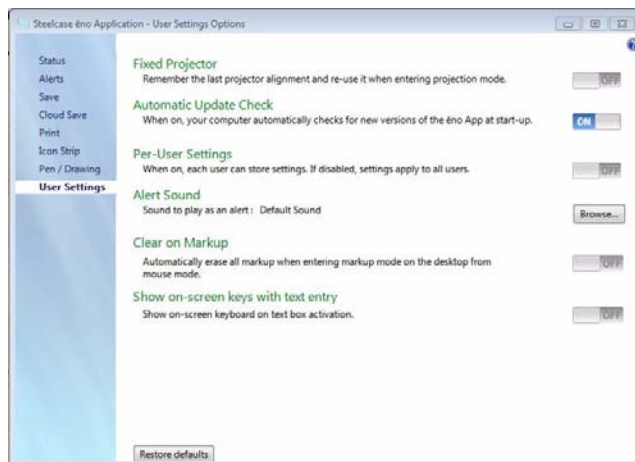 Steelcase ēno Application - User Settings Options
Status
Alerts
Save
Cloud Save
Print
Icon Strip
Pen / Drawing
User Settings
Fixed Projector
Remember the last projector alignment and re-use it when entering projection mode.
OFF
Automatic Update Check
When on, your computer automatically checks for new versions of the ēno App at start-up.
ON
Per-User Settings
When on, each user can store settings. If disabled, settings apply to all users.
OFF
Alert Sound
Sound to play as an alert : Default Sound
Browse...
Clear on Markup
Automatically erase all markup when entering markup mode on the desktop from
mouse mode.
OFF
Show on-screen keys with text entry
Show on-screen keyboard on text box activation.
OFF
Restore defaults